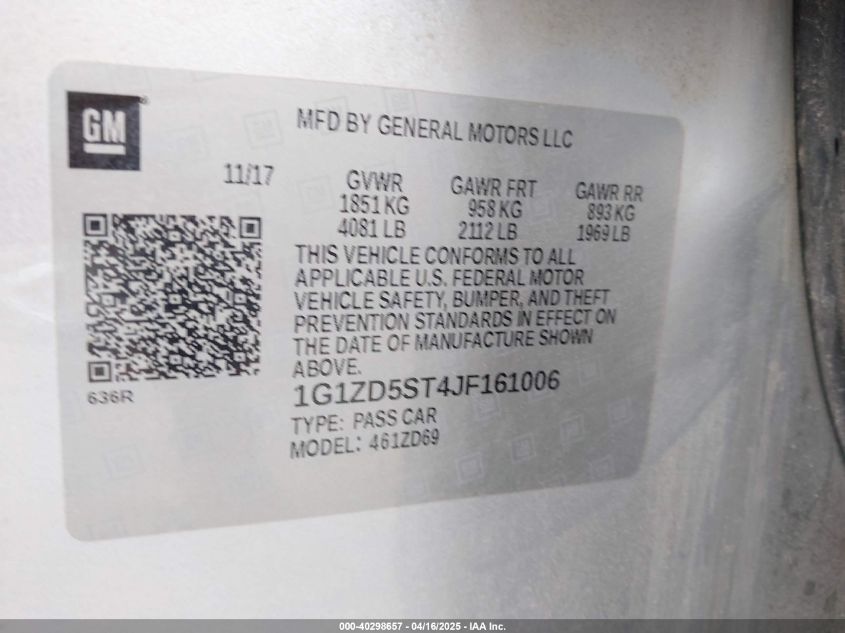 GM
MFD BY GENERAL MOTORS LLC
11/17
GVWR GAWR FRT GAWR RR
1851 KG 958 KG 893 KG
4081 LB 2112 LB 1969 LB
THIS VEHICLE CONFORMS TO ALL
APPLICABLE U.S. FEDERAL MOTOR
VEHICLE SAFETY, BUMPER, AND THEFT
PREVENTION STANDARDS IN EFFECT ON
THE DATE OF MANUFACTURE SHOWN
ABOVE.
636R
1G1ZD5ST4JF161006
TYPE: PASS CAR
MODEL: 461ZD69
000-40298657 - 04/16/2025 - IAA Inc.